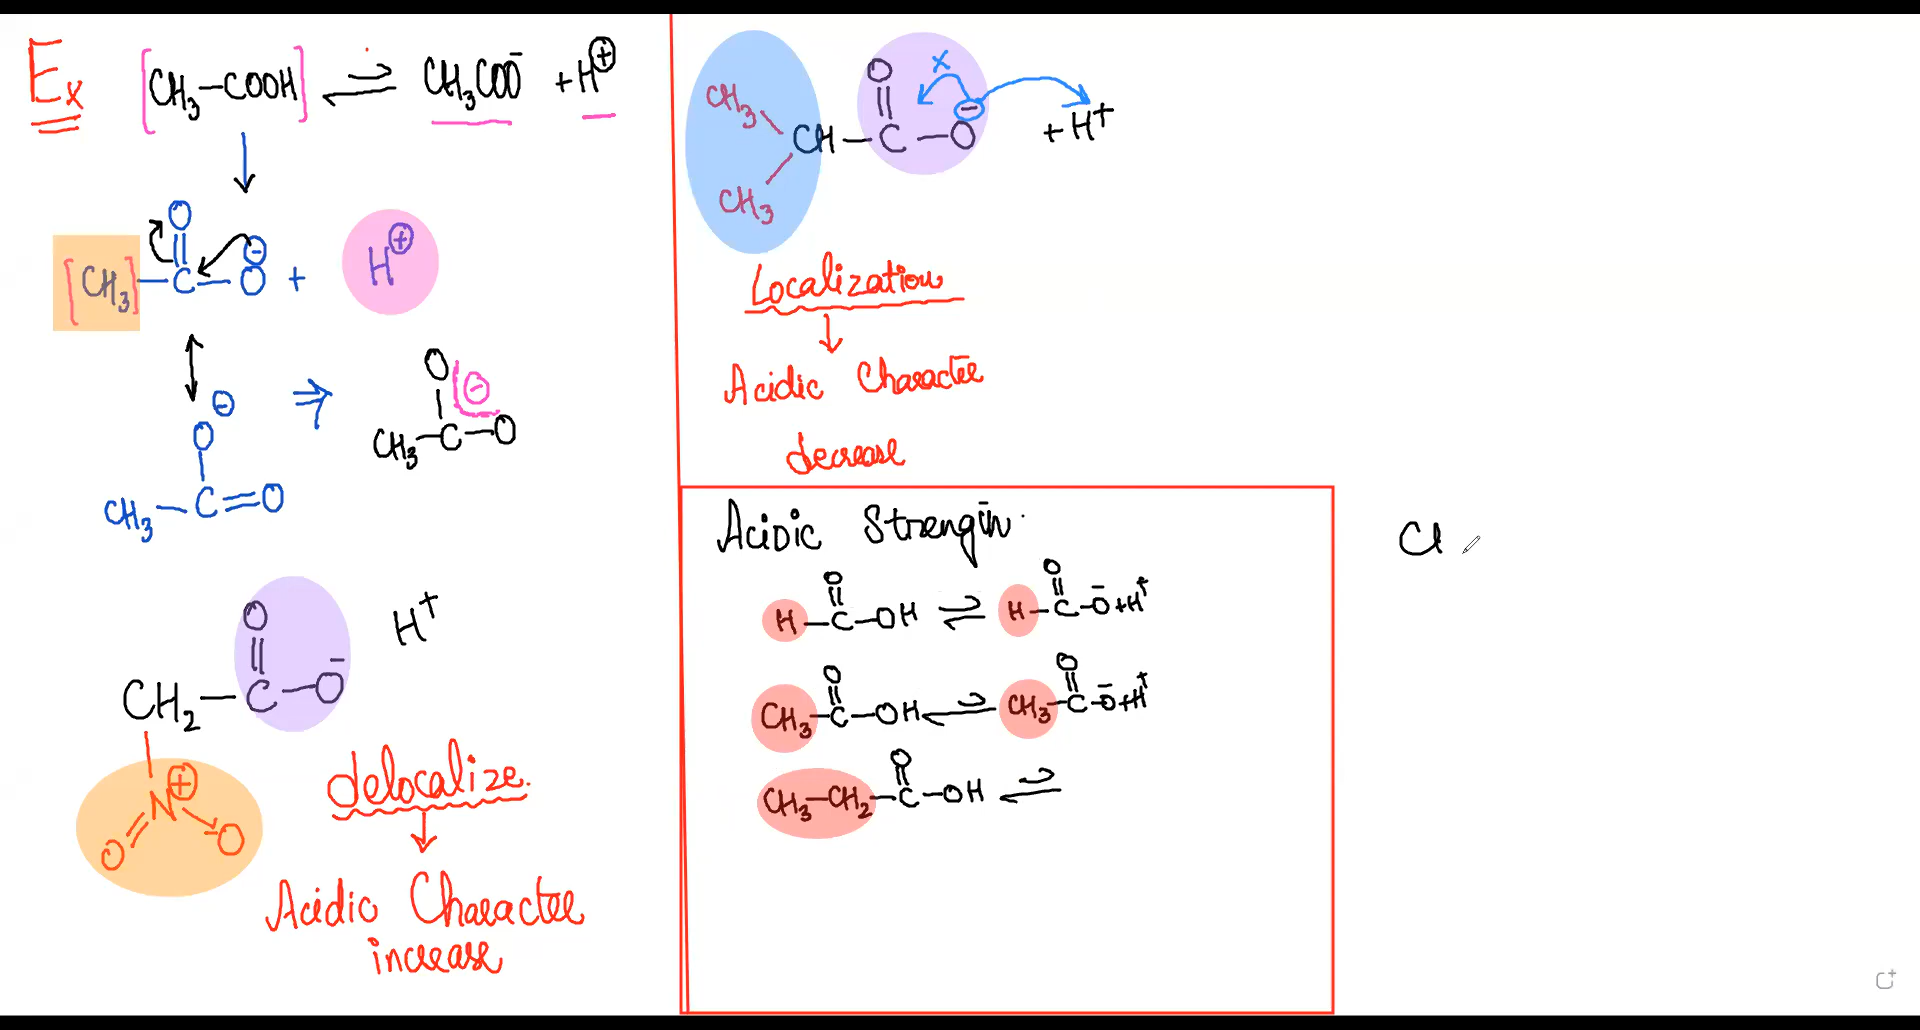 Ex [CH3-COOH] ⇌ CH3COO⁻ + H⊕
O
[CH3]-C-O⊖ + H⊕
O⊖ ⇒
CH3-C=O
O ⊖
CH3-C-O
O
CH2-C-O⁻ H+
N⊕
O O
delocalize.
Acidic Character
increase
CH3 O X
CH-C-O⊖ + H+
CH3
Localization
Acidic Character
decrease
Acidic Strength
O O
H-C-OH ⇌ H-C-O⁻+H+
O O
CH3-C-OH ⇌ CH3-C-O⁻+H+
O
CH3-CH2-C-OH ⇌
Cl